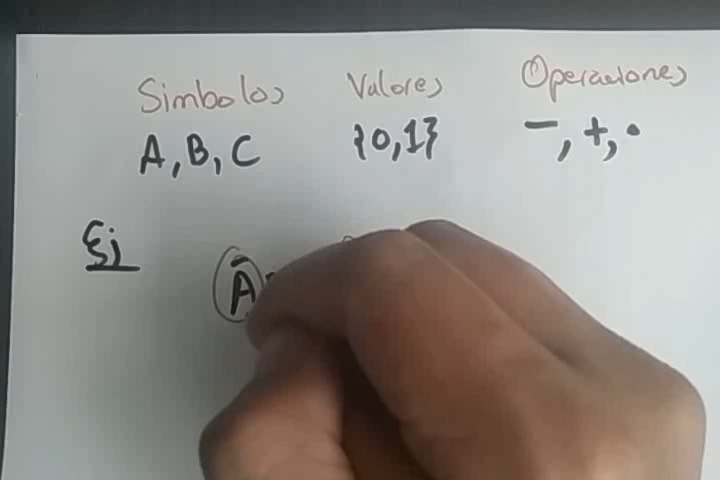 Simbolos Valores Operaciones
A, B, C {0,1} −, +, •
Ej
Ā